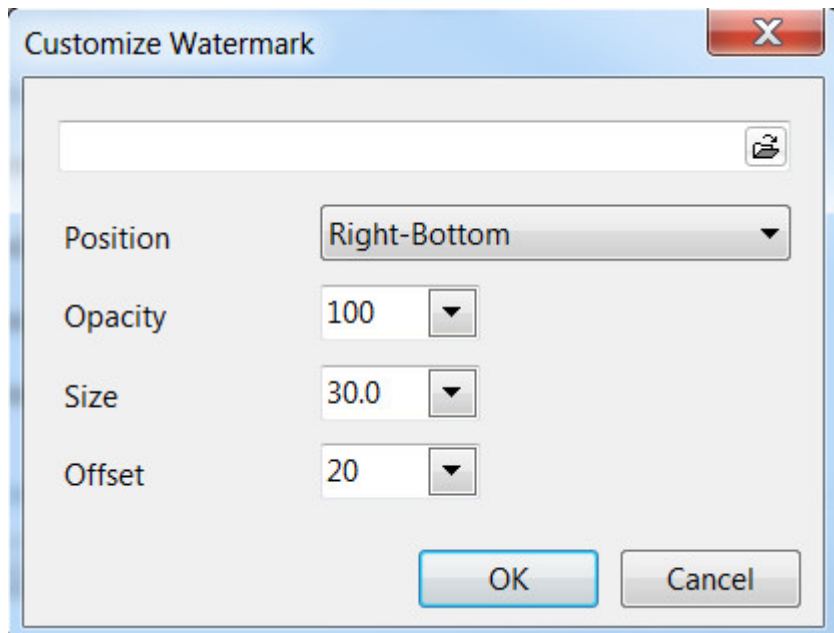 Customize Watermark
Position Right-Bottom
Opacity 100
Size 30.0
Offset 20
OK Cancel